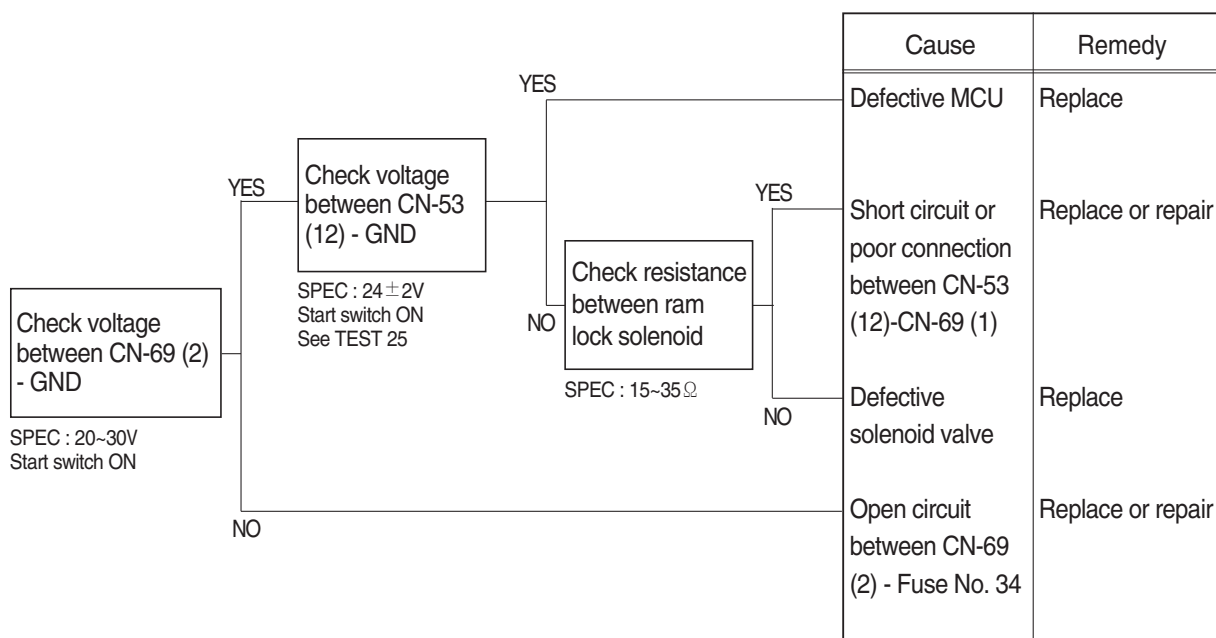 Cause
Remedy
YES
Defective MCU
Replace
Check voltage
between CN-53
(12) - GND
YES
YES
Short circuit or
poor connection
between CN-53
(12)-CN-69 (1)
Replace or repair
Check resistance
between ram
lock solenoid
SPEC : 24±2V
Start switch ON
See TEST 25
NO
Check voltage
between CN-69 (2)
- GND
SPEC : 15~35Ω
NO
Defective
solenoid valve
Replace
SPEC : 20~30V
Start switch ON
NO
Open circuit
between CN-69
(2) - Fuse No. 34
Replace or repair